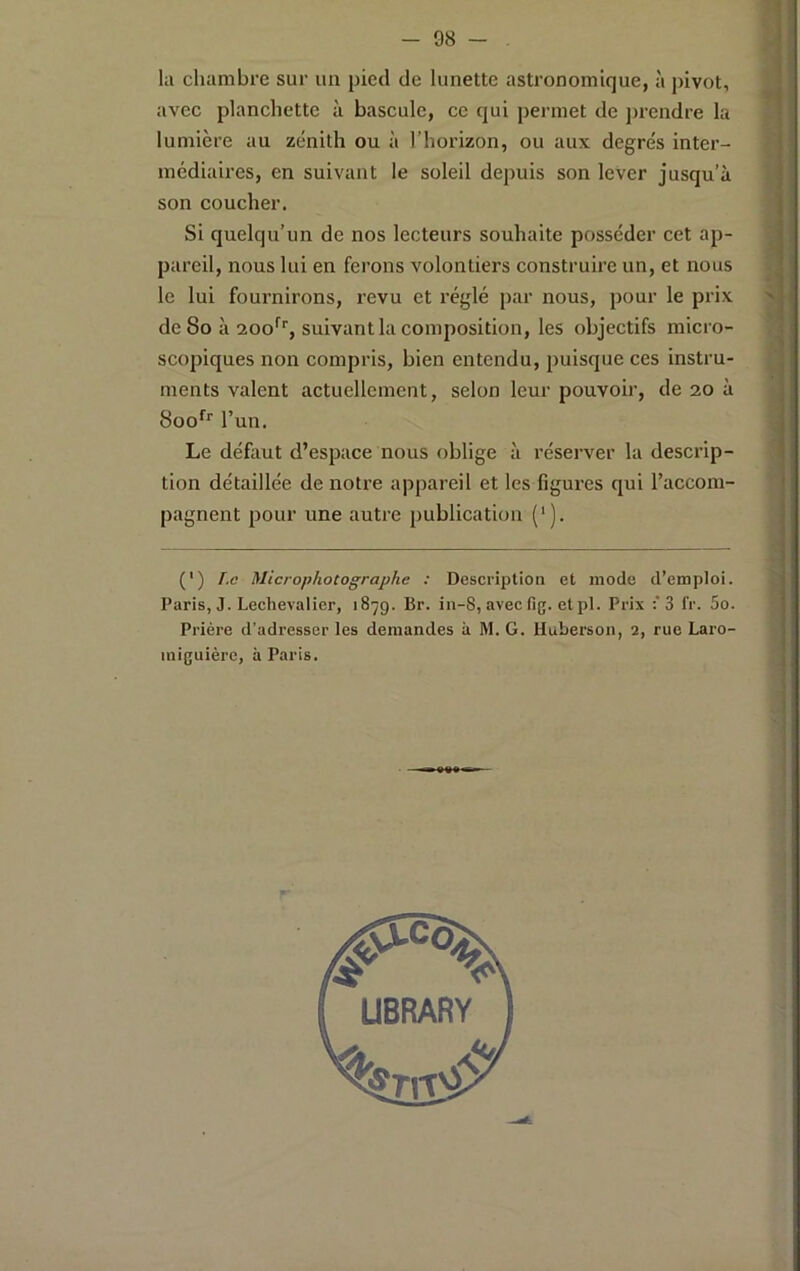 — 98 —
la chambre sur un pied de lunette astronomique, à pivot,
avec planchette à bascule, ce qui permet de prendre la
lumière au zénith ou à l'horizon, ou aux degrés inter-
médiaires, en suivant le soleil depuis son lever jusqu'à
son coucher.
Si quelqu'un de nos lecteurs souhaite posséder cet ap-
pareil, nous lui en ferons volontiers construire un, et nous
le lui fournirons, revu et réglé par nous, pour le prix
de 80 à 200fr, suivant la composition, les objectifs micro-
scopiques non compris, bien entendu, puisque ces instru-
ments valent actuellement, selon leur pouvoir, de 20 à
800fr l'un.
Le défaut d'espace nous oblige à réserver la descrip-
tion détaillée de notre appareil et les figures qui l'accom-
pagnent pour une autre publication (1).
(1) Le Microphotographe : Description et mode d'emploi.
Paris, J. Lechevalier, 1879. Br. in-8, avec fig. et pl. Prix : 3 fr. 50.
Prière d'adresser les demandes à M. G. Huberson, 2, rue Laro-
miguière, à Paris.
WELLCOME
LIBRARY
INSTITUTE